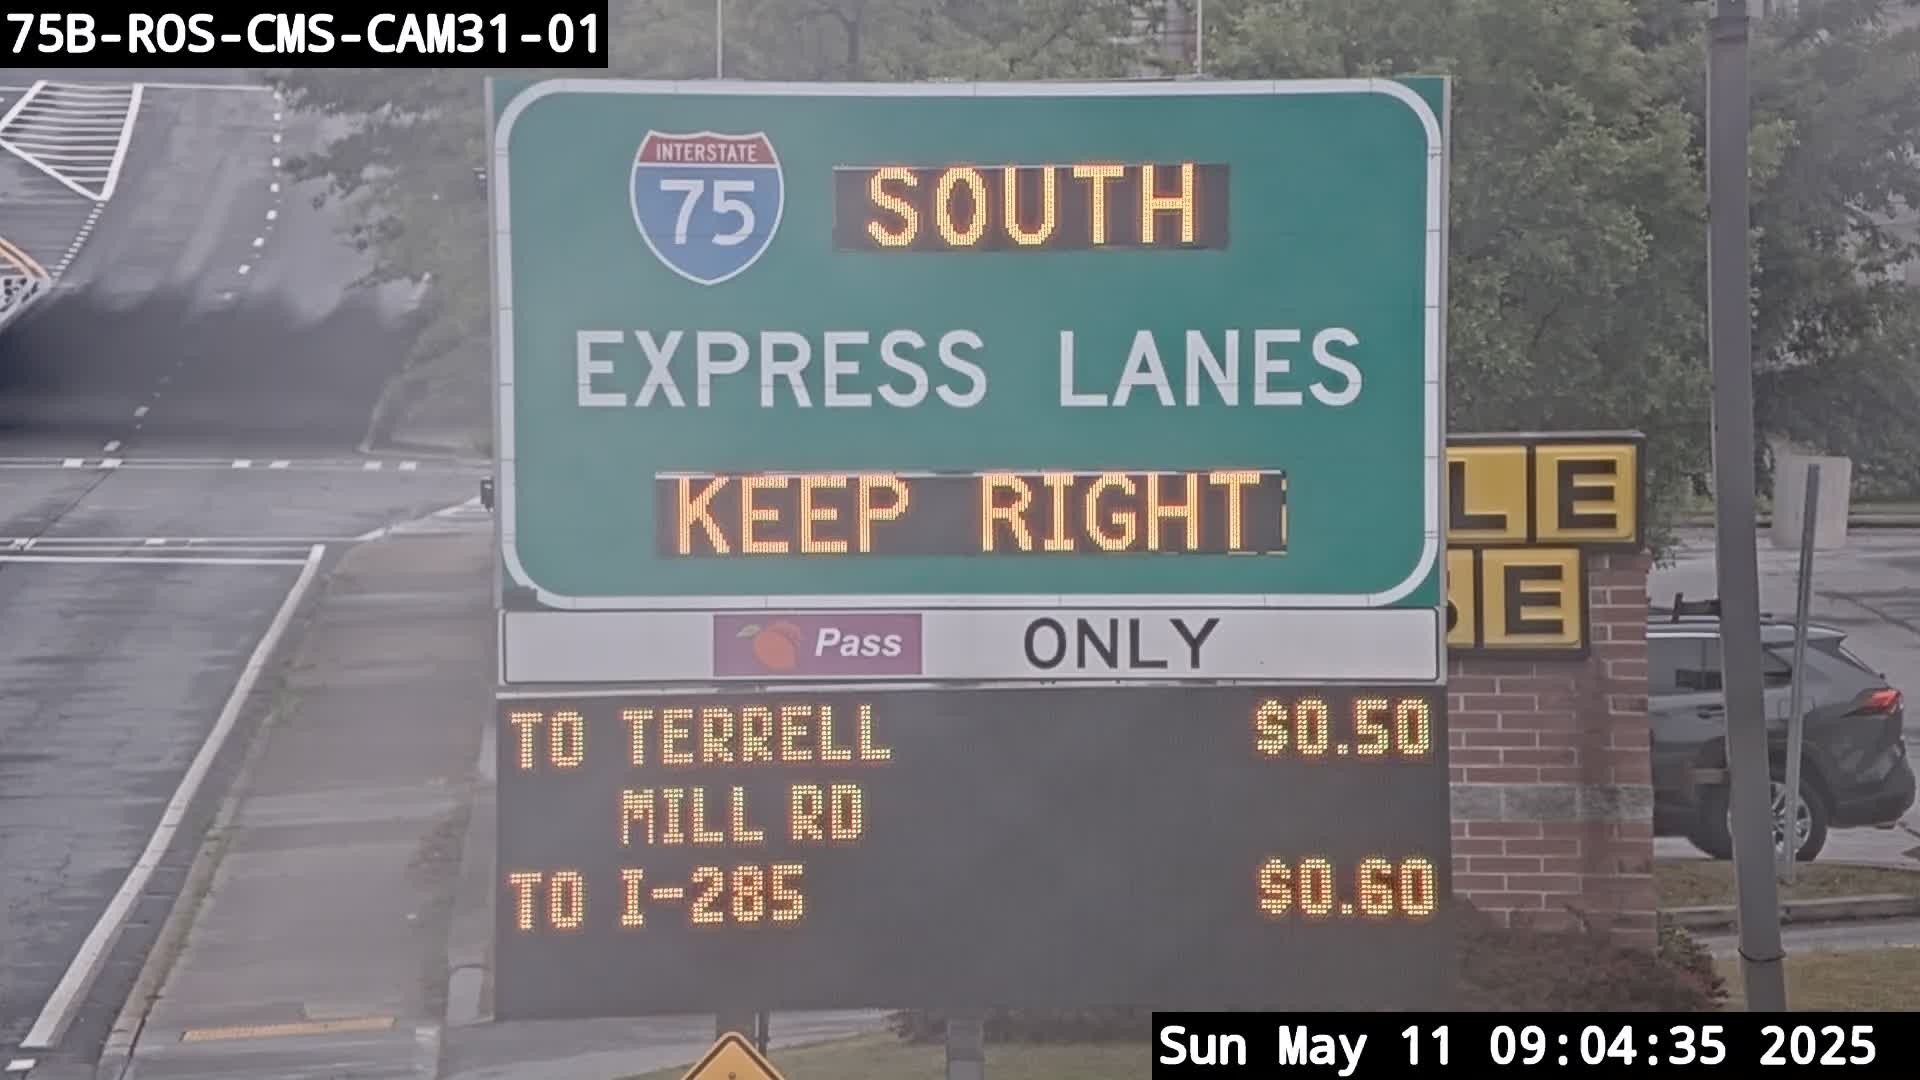 75B-ROS-CMS-CAM31-01
INTERSTATE
75
SOUTH
EXPRESS LANES
KEEP RIGHT
Pass ONLY
TO TERRELL $0.50
MILL RD
TO I-285 $0.60
LE
E
Sun May 11 09:04:35 2025